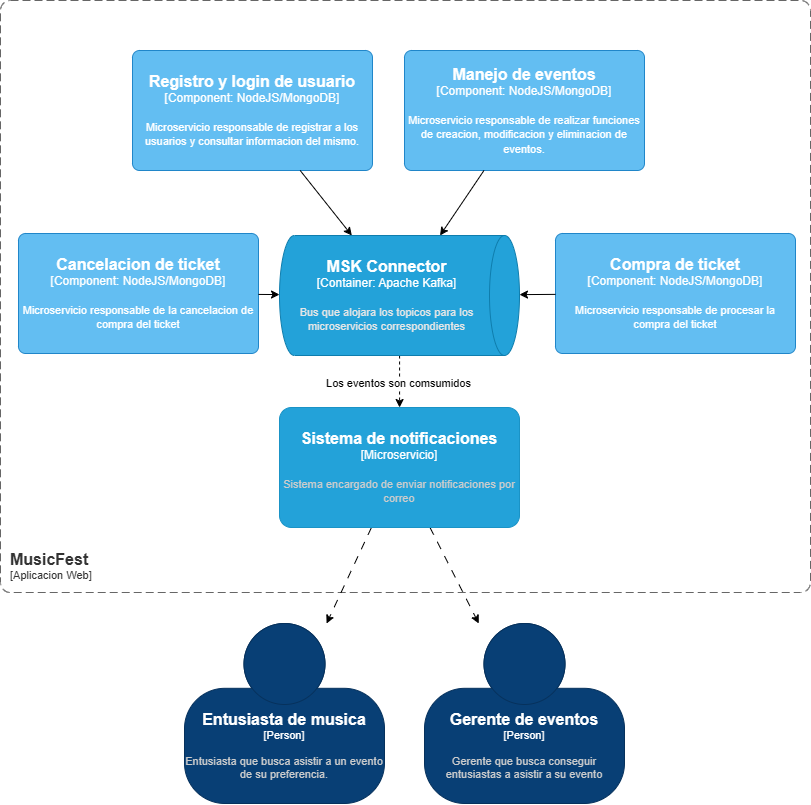 Registro y login de usuario
[Component: NodeJS/MongoDB]
Microservicio responsable de registrar a los
usuarios y consultar informacion del mismo.
Manejo de eventos
[Component: NodeJS/MongoDB]
Microservicio responsable de realizar funciones
de creacion, modificacion y eliminacion de
eventos.
Cancelacion de ticket
[Component: NodeJS/MongoDB]
Microservicio responsable de la cancelacion de
compra del ticket
MSK Connector
[Container: Apache Kafka]
Bus que alojara los topicos para los
microservicios correspondientes
Compra de ticket
[Component: NodeJS/MongoDB]
Microservicio responsable de procesar la
compra del ticket
Los eventos son comsumidos
Sistema de notificaciones
[Microservicio]
Sistema encargado de enviar notificaciones por
correo
MusicFest
[Aplicacion Web]
Entusiasta de musica
[Person]
Entusiasta que busca asistir a un evento
de su preferencia.
Gerente de eventos
[Person]
Gerente que busca conseguir
entusiastas a asistir a su evento